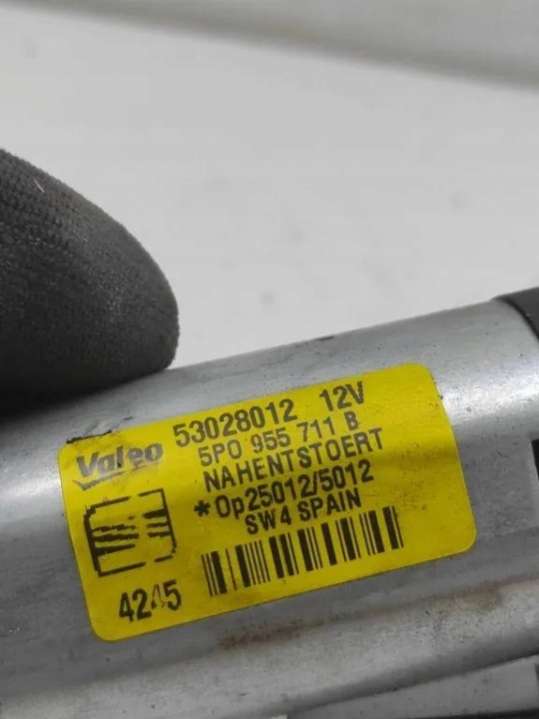 Valeo
53028012 12V
5P0 955 711 B
NAHENTSTOERT
*Op25012/5012
SW4 SPAIN
4245